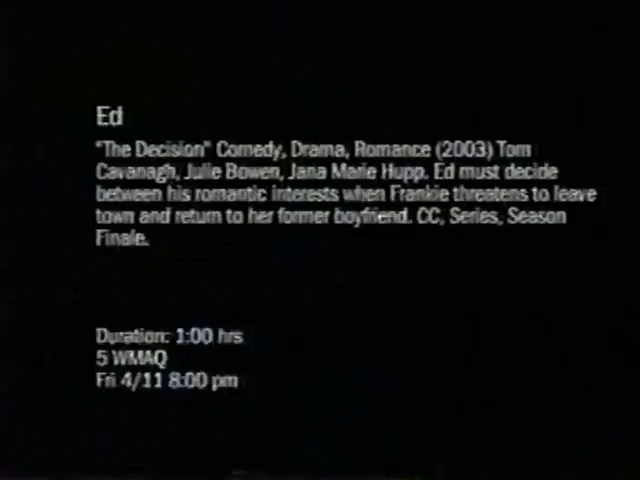 Ed
"The Decision" Comedy, Drama, Romance (2003) Tom
Cavanagh, Julie Bowen, Jana Marie Hupp. Ed must decide
between his romantic interests when Frankie threatens to leave
town and return to her former boyfriend. CC, Series, Season
Finale.
Duration: 1:00 hrs
5 WMAQ
Fri 4/11 8:00 pm